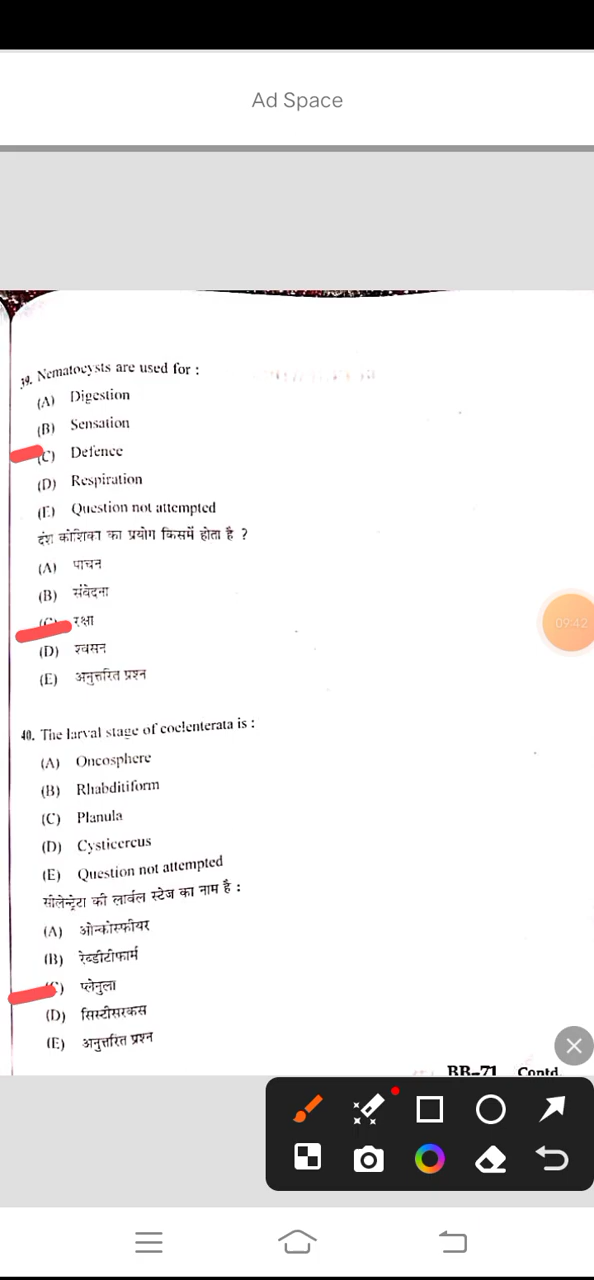 Ad Space
39. Nematocysts are used for :
(A) Digestion
(B) Sensation
(C) Defence
(D) Respiration
(E) Question not attempted
दंश कोशिका का प्रयोग किसमें होता है ?
(A) पाचन
(B) संवेदना
(C) रक्षा
(D) श्वसन
(E) अनुत्तरित प्रश्न
40. The larval stage of coelenterata is :
(A) Oncosphere
(B) Rhabditiform
(C) Planula
(D) Cysticercus
(E) Question not attempted
सीलेन्ट्रेटा की लार्वल स्टेज का नाम है :
(A) ओन्कोस्फीयर
(B) रेब्डीटीफार्म
(C) प्लेनुला
(D) सिस्टीसरकस
(E) अनुत्तरित प्रश्न
BB-71 Contd.
09:42